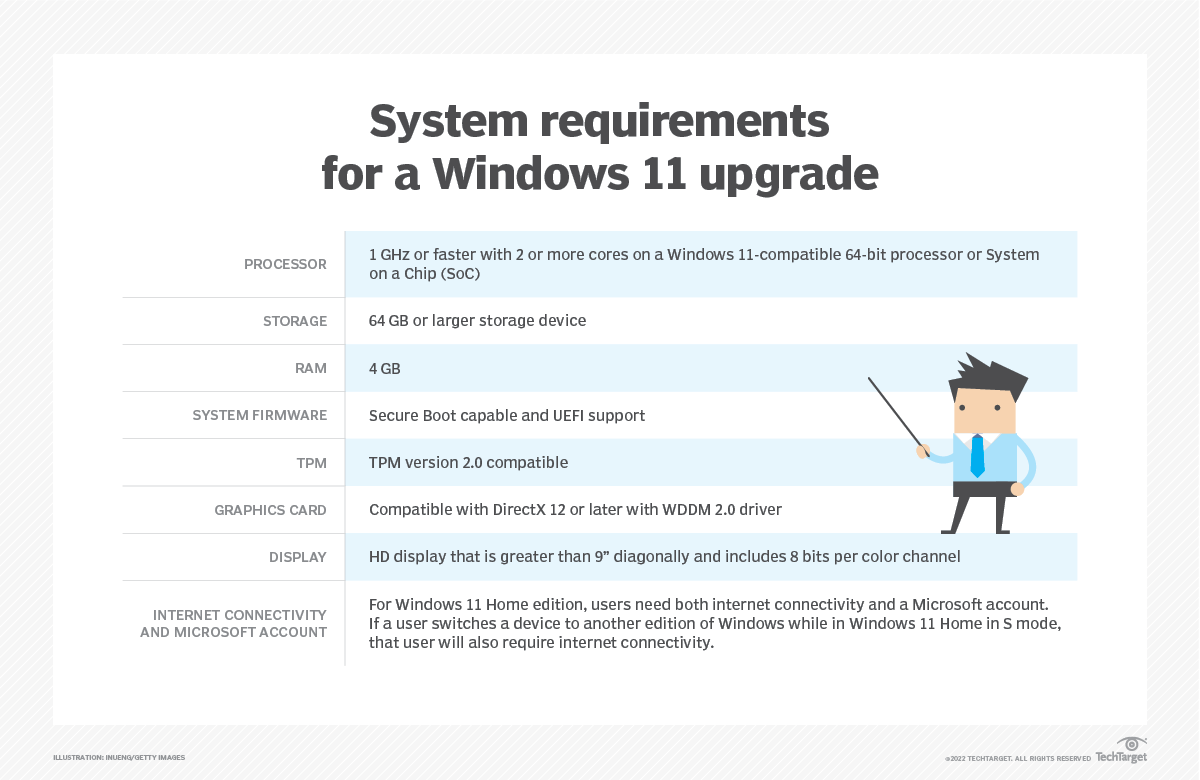 System requirements
for a Windows 11 upgrade
PROCESSOR
1 GHz or faster with 2 or more cores on a Windows 11-compatible 64-bit processor or System
on a Chip (SoC)
STORAGE
64 GB or larger storage device
RAM
4 GB
SYSTEM FIRMWARE
Secure Boot capable and UEFI support
TPM
TPM version 2.0 compatible
GRAPHICS CARD
Compatible with DirectX 12 or later with WDDM 2.0 driver
DISPLAY
HD display that is greater than 9” diagonally and includes 8 bits per color channel
INTERNET CONNECTIVITY
AND MICROSOFT ACCOUNT
For Windows 11 Home edition, users need both internet connectivity and a Microsoft account.
If a user switches a device to another edition of Windows while in Windows 11 Home in S mode,
that user will also require internet connectivity.
ILLUSTRATION: INUENG/GETTY IMAGES
©2022 TECHTARGET. ALL RIGHTS RESERVED
TechTarget